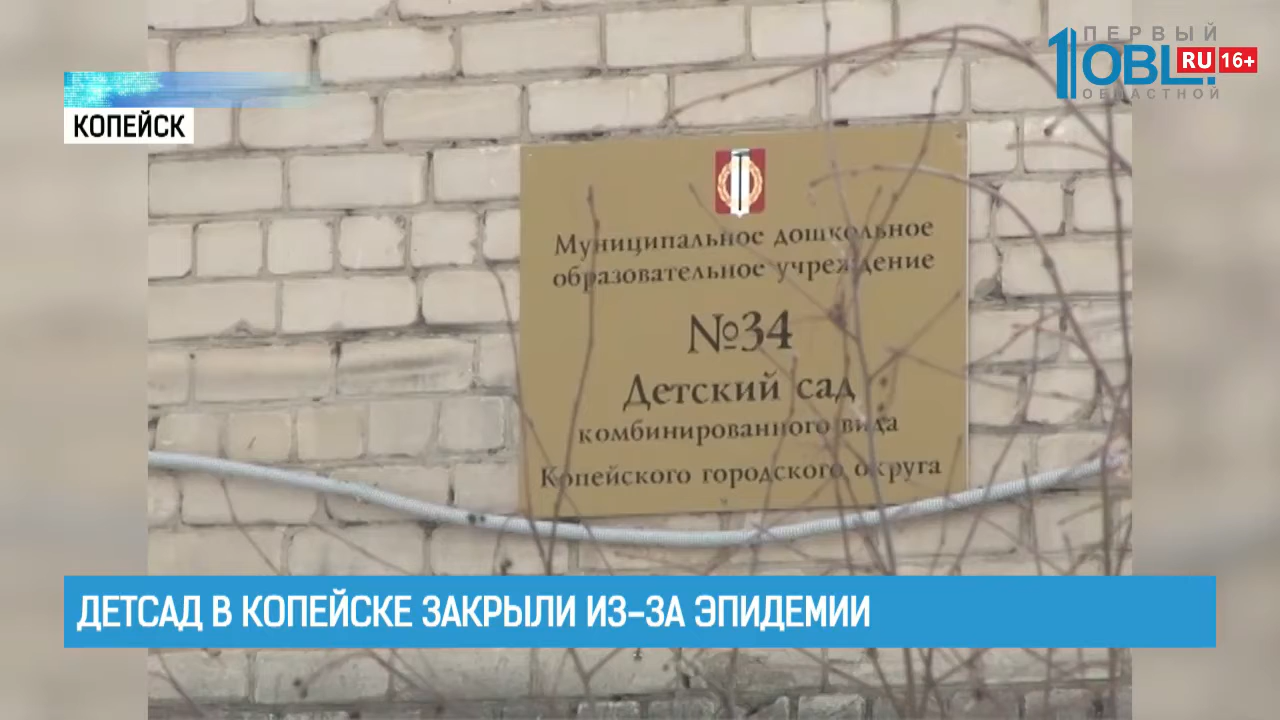 ПЕРВЫЙ
1OBL.
RU 16+
ОБЛАСТНОЙ
КОПЕЙСК
Муниципальное дошкольное
образовательное учреждение
№34
Детский сад
комбинированного вида
Копейского городского округа
ДЕТСАД В КОПЕЙСКЕ ЗАКРЫЛИ ИЗ-ЗА ЭПИДЕМИИ